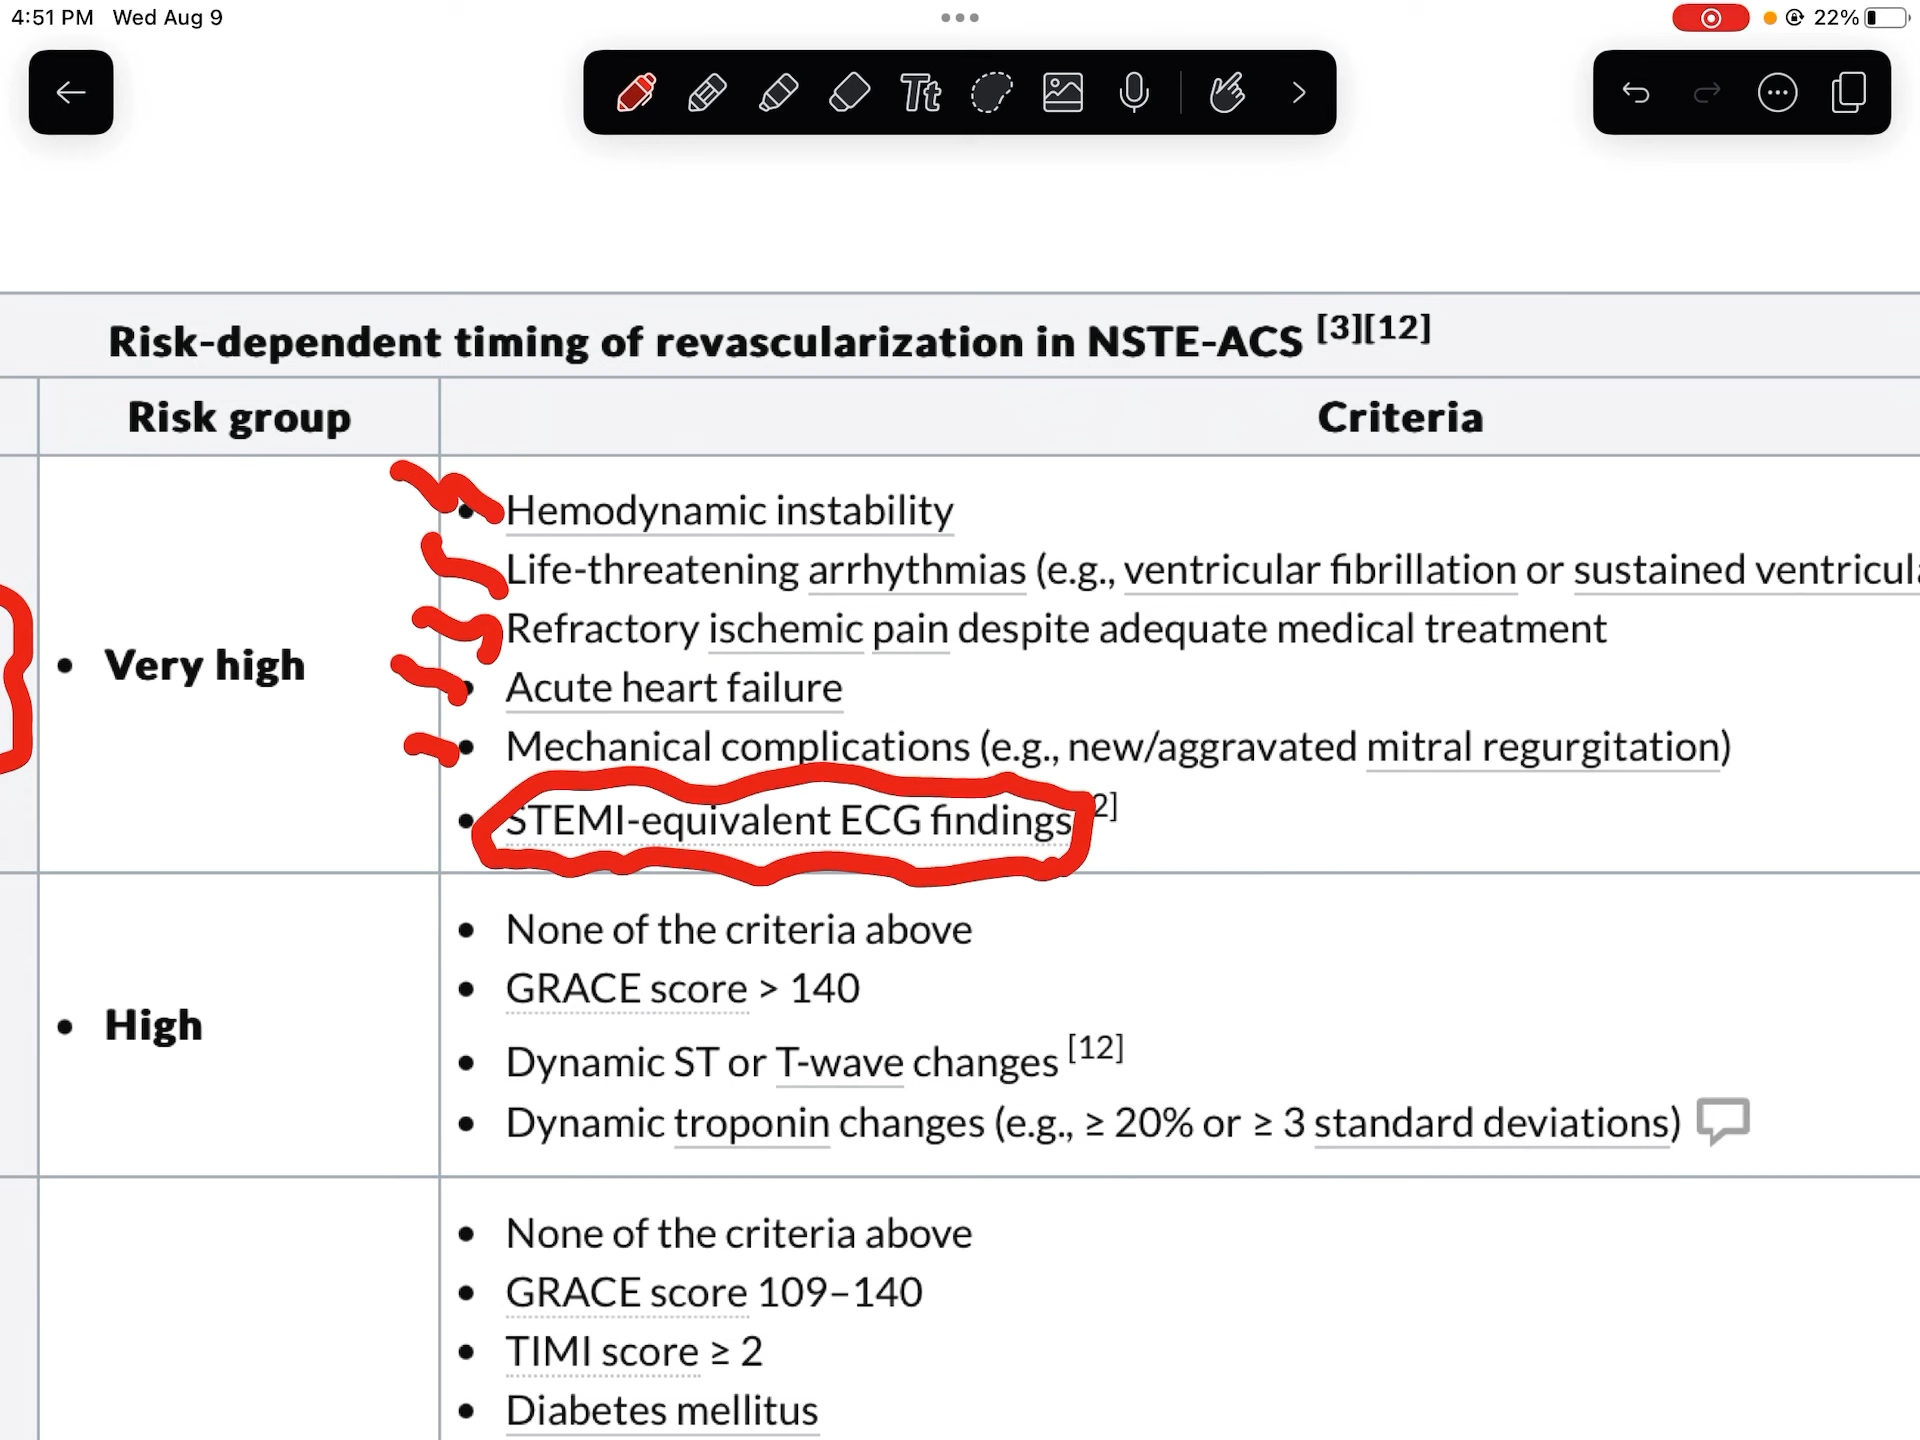 4:51 PM Wed Aug 9
22%
Tt
Risk-dependent timing of revascularization in NSTE-ACS [3][12]
Risk group
Criteria
Very high
Hemodynamic instability
Life-threatening arrhythmias (e.g., ventricular fibrillation or sustained
Refractory ischemic pain despite adequate medical treatment
Acute heart failure
Mechanical complications (e.g., new/aggravated mitral regurgitation)
STEMI-equivalent ECG findings 2]
High
None of the criteria above
GRACE score > 140
Dynamic ST or T-wave changes [12]
Dynamic troponin changes (e.g., ≥ 20% or ≥ 3 standard deviations)
None of the criteria above
GRACE score 109–140
TIMI score ≥ 2
Diabetes mellitus